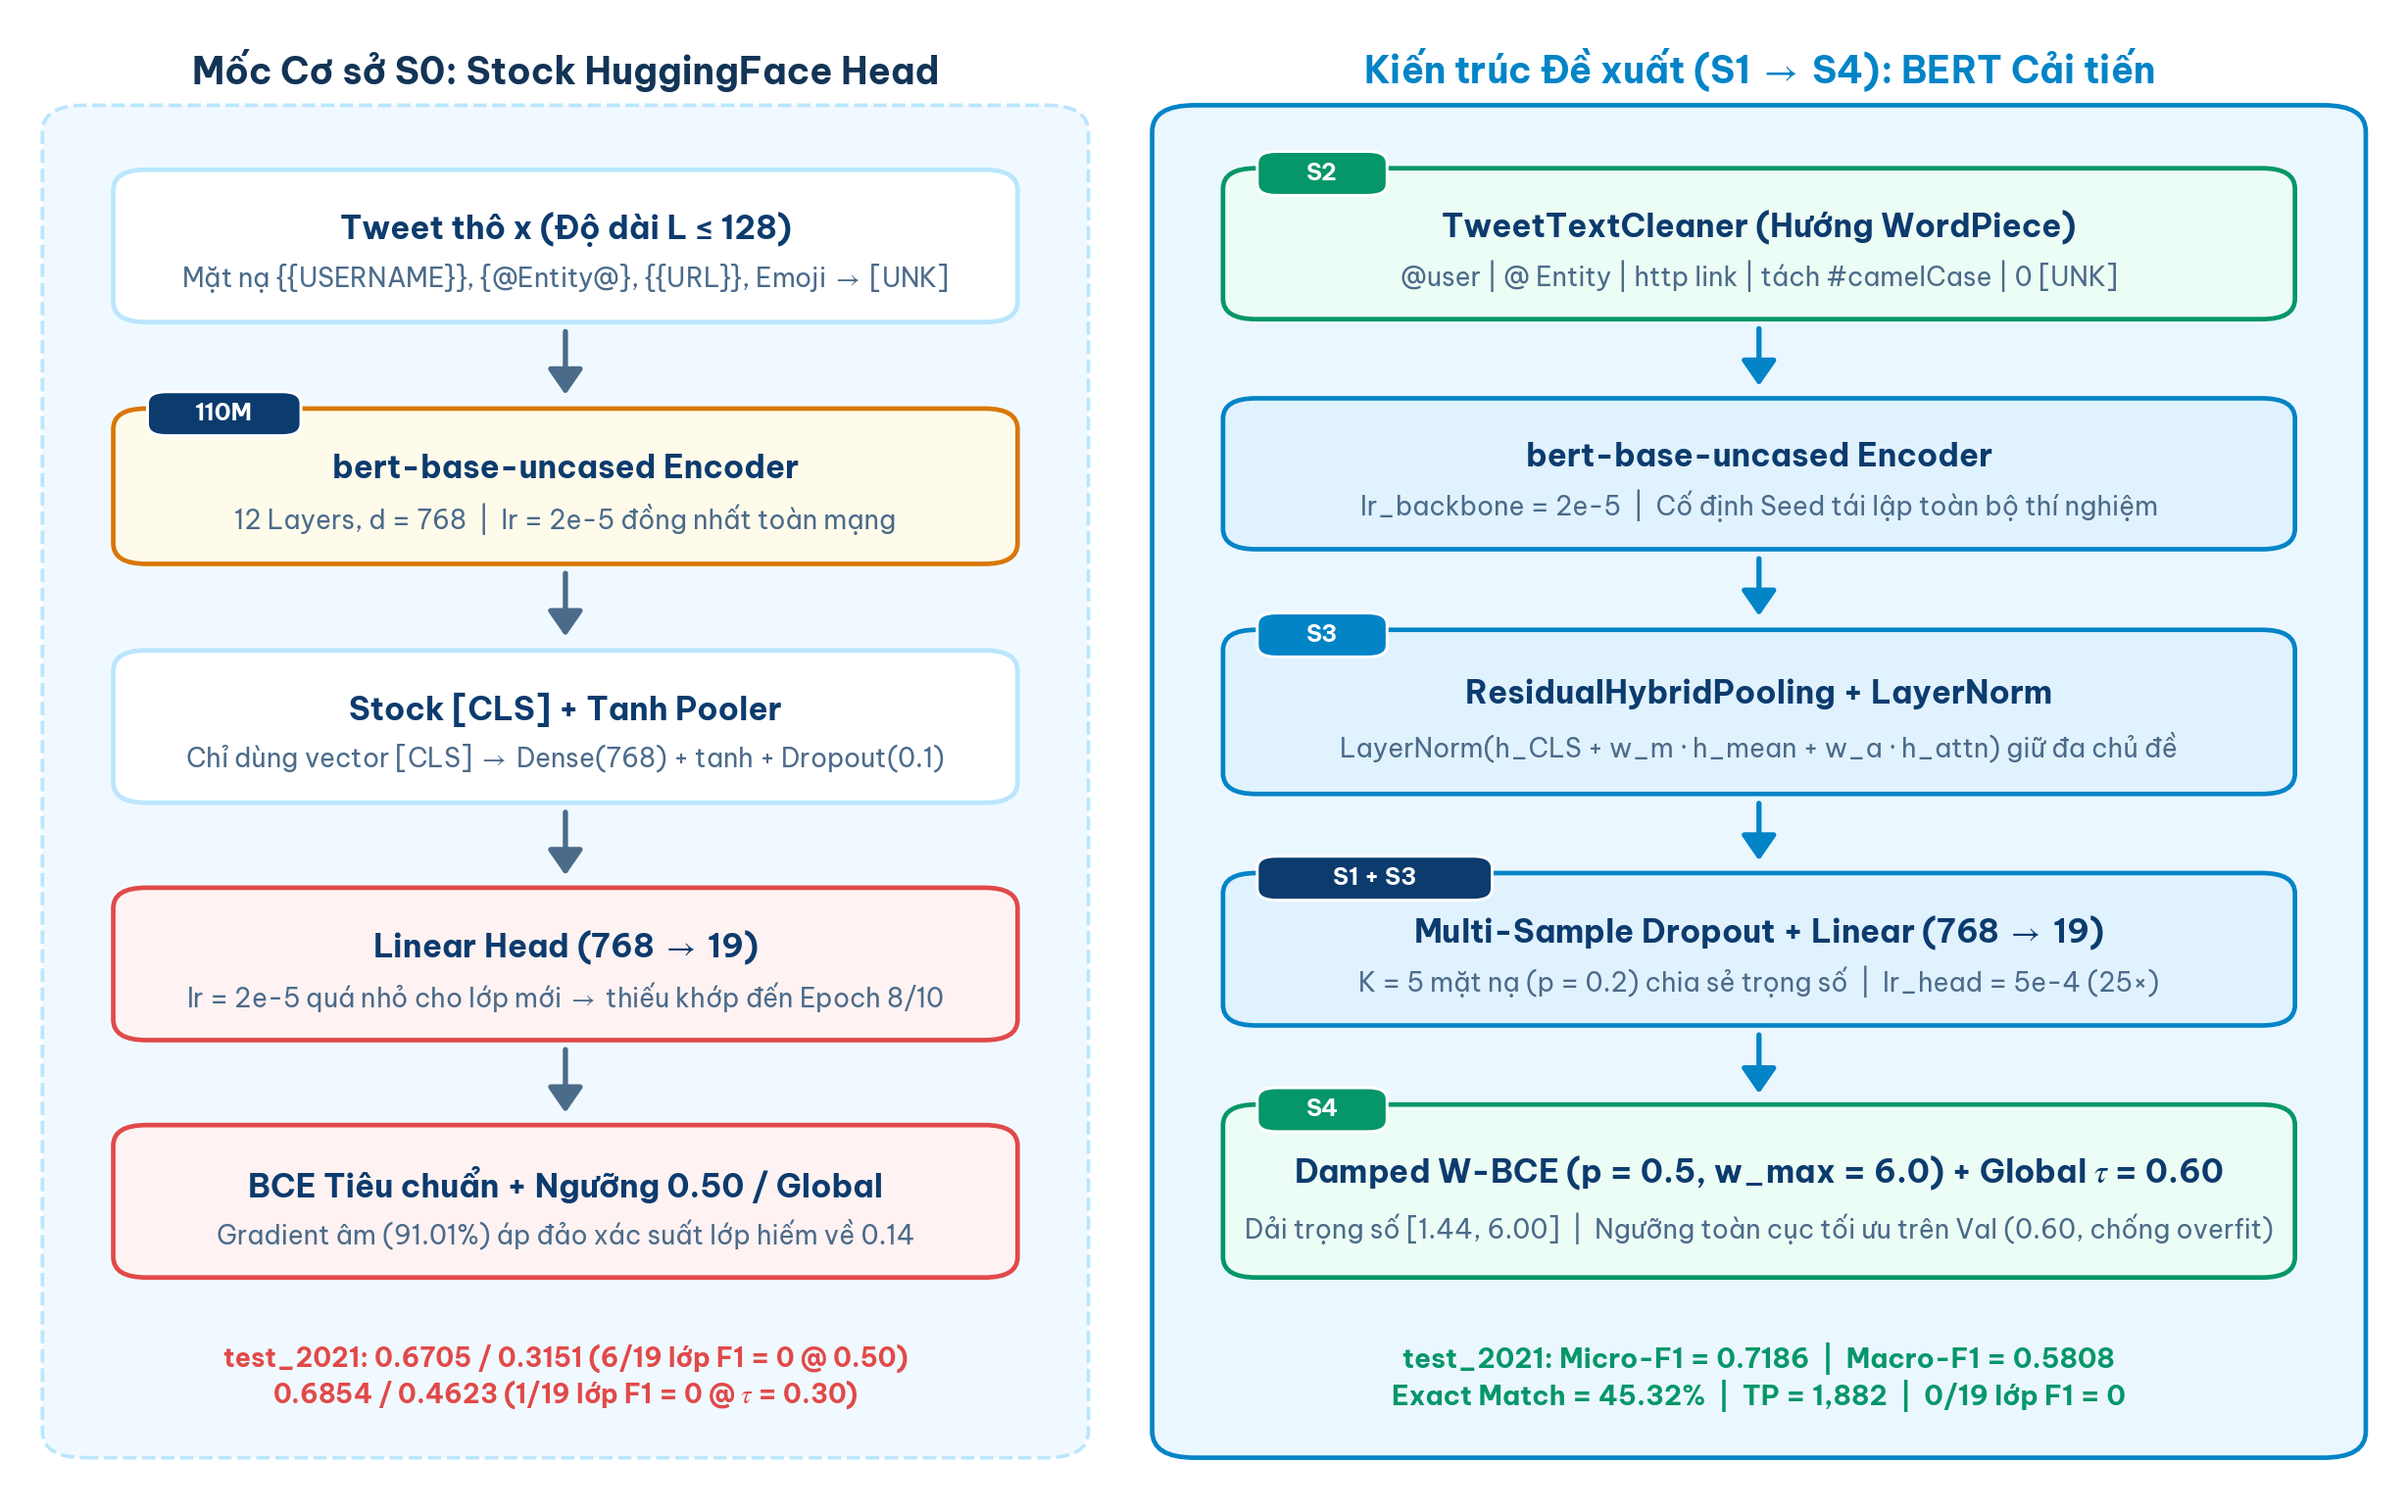 Mốc Cơ sở S0: Stock HuggingFace Head
Tweet thô x (Độ dài L ≤ 128)
Mặt nạ {{USERNAME}}, {@Entity@}, {{URL}}, Emoji → [UNK]
110M
bert-base-uncased Encoder
12 Layers, d = 768 | lr = 2e-5 đồng nhất toàn mạng
Stock [CLS] + Tanh Pooler
Chỉ dùng vector [CLS] → Dense(768) + tanh + Dropout(0.1)
Linear Head (768 → 19)
lr = 2e-5 quá nhỏ cho lớp mới → thiếu khớp đến Epoch 8/10
BCE Tiêu chuẩn + Ngưỡng 0.50 / Global
Gradient âm (91.01%) áp đảo xác suất lớp hiếm về 0.14
test_2021: 0.6705 / 0.3151 (6/19 lớp F1 = 0 @ 0.50)
0.6854 / 0.4623 (1/19 lớp F1 = 0 @ τ = 0.30)
Kiến trúc Đề xuất (S1 → S4): BERT Cải tiến
S2
TweetTextCleaner (Hướng WordPiece)
@user | @ Entity | http link | tách #camelCase | 0 [UNK]
bert-base-uncased Encoder
lr_backbone = 2e-5 | Cố định Seed tái lập toàn bộ thí nghiệm
S3
ResidualHybridPooling + LayerNorm
LayerNorm(h_CLS + w_m · h_mean + w_a · h_attn) giữ đa chủ đề
S1 + S3
Multi-Sample Dropout + Linear (768 → 19)
K = 5 mặt nạ (p = 0.2) chia sẻ trọng số | lr_head = 5e-4 (25×)
S4
Damped W-BCE (p = 0.5, w_max = 6.0) + Global τ = 0.60
Dải trọng số [1.44, 6.00] | Ngưỡng toàn cục tối ưu trên Val (0.60, chống overfit)
test_2021: Micro-F1 = 0.7186 | Macro-F1 = 0.5808
Exact Match = 45.32% | TP = 1,882 | 0/19 lớp F1 = 0